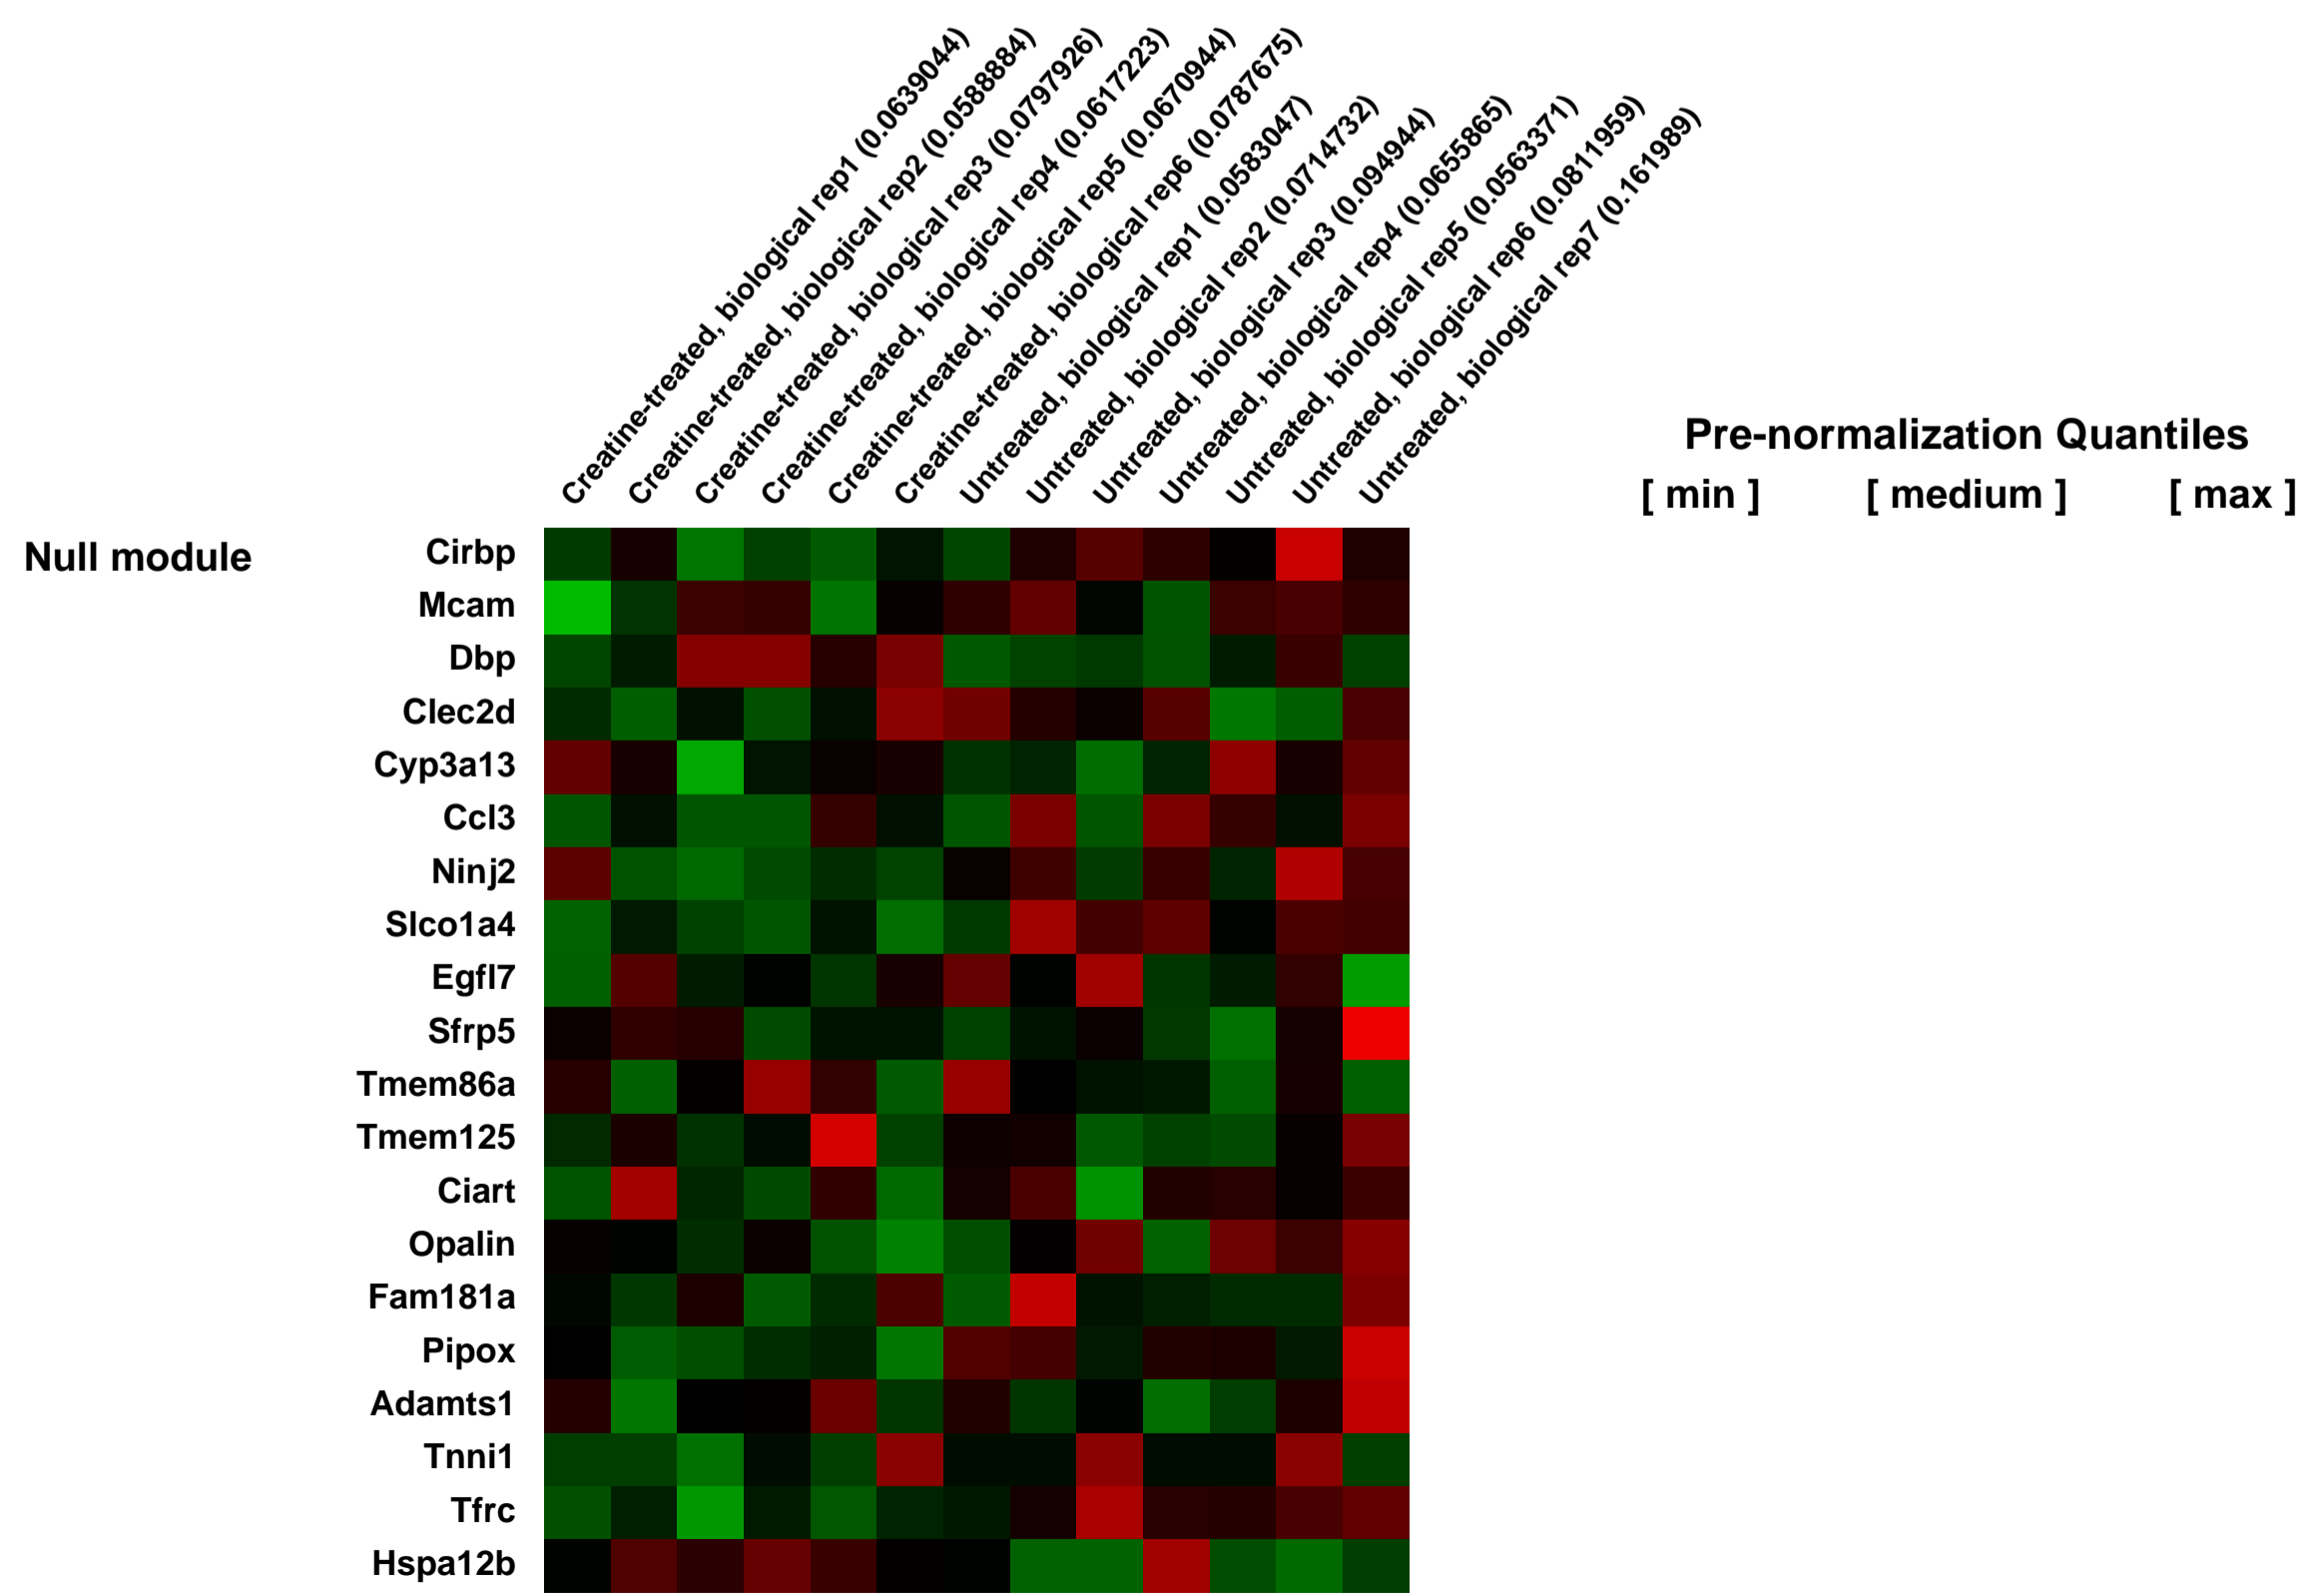 Creatine-treated, biological rep1 (0.0639044)
Creatine-treated, biological rep2 (0.0588884)
Creatine-treated, biological rep3 (0.0797926)
Creatine-treated, biological rep4 (0.0617223)
Creatine-treated, biological rep5 (0.0670944)
Creatine-treated, biological rep6 (0.0787675)
Untreated, biological rep1 (0.0583047)
Untreated, biological rep2 (0.0714732)
Untreated, biological rep3 (0.094944)
Untreated, biological rep4 (0.0655865)
Untreated, biological rep5 (0.0563371)
Untreated, biological rep6 (0.0811959)
Untreated, biological rep7 (0.161989)
Pre-normalization Quantiles
[ min ] [ medium ] [ max ]
Null module
Cirbp
Mcam
Dbp
Clec2d
Cyp3a13
Ccl3
Ninj2
Slco1a4
Egfl7
Sfrp5
Tmem86a
Tmem125
Ciart
Opalin
Fam181a
Pipox
Adamts1
Tnni1
Tfrc
Hspa12b